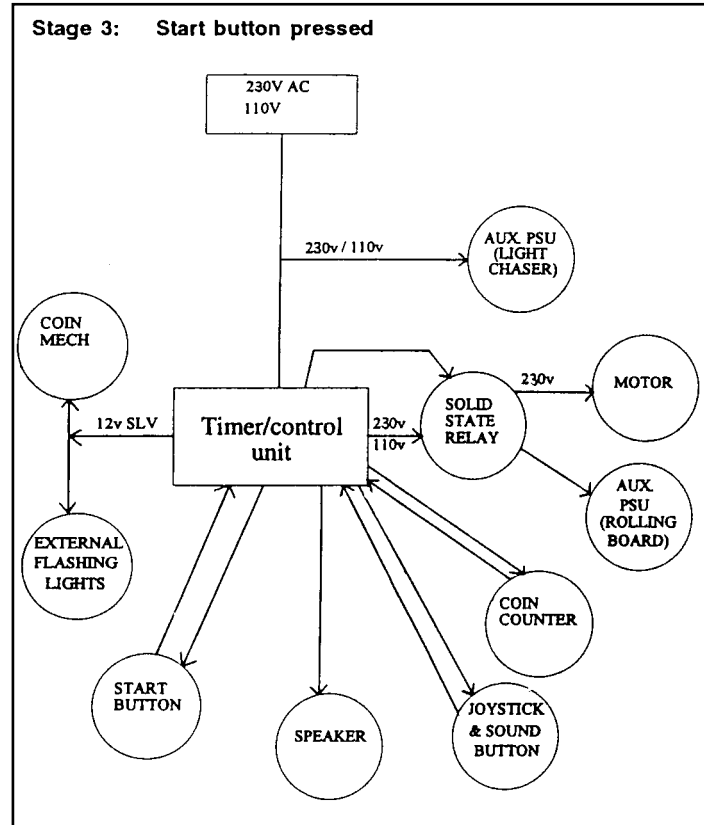 Stage 3: Start button pressed
230V AC
110V
230v / 110v
AUX. PSU
(LIGHT
CHASER)
COIN
MECH
12v SLV
Timer/control
unit
230v
110v
SOLID
STATE
RELAY
230v
MOTOR
AUX.
PSU
(ROLLING
BOARD)
EXTERNAL
FLASHING
LIGHTS
COIN
COUNTER
START
BUTTON
SPEAKER
JOYSTICK
& SOUND
BUTTON